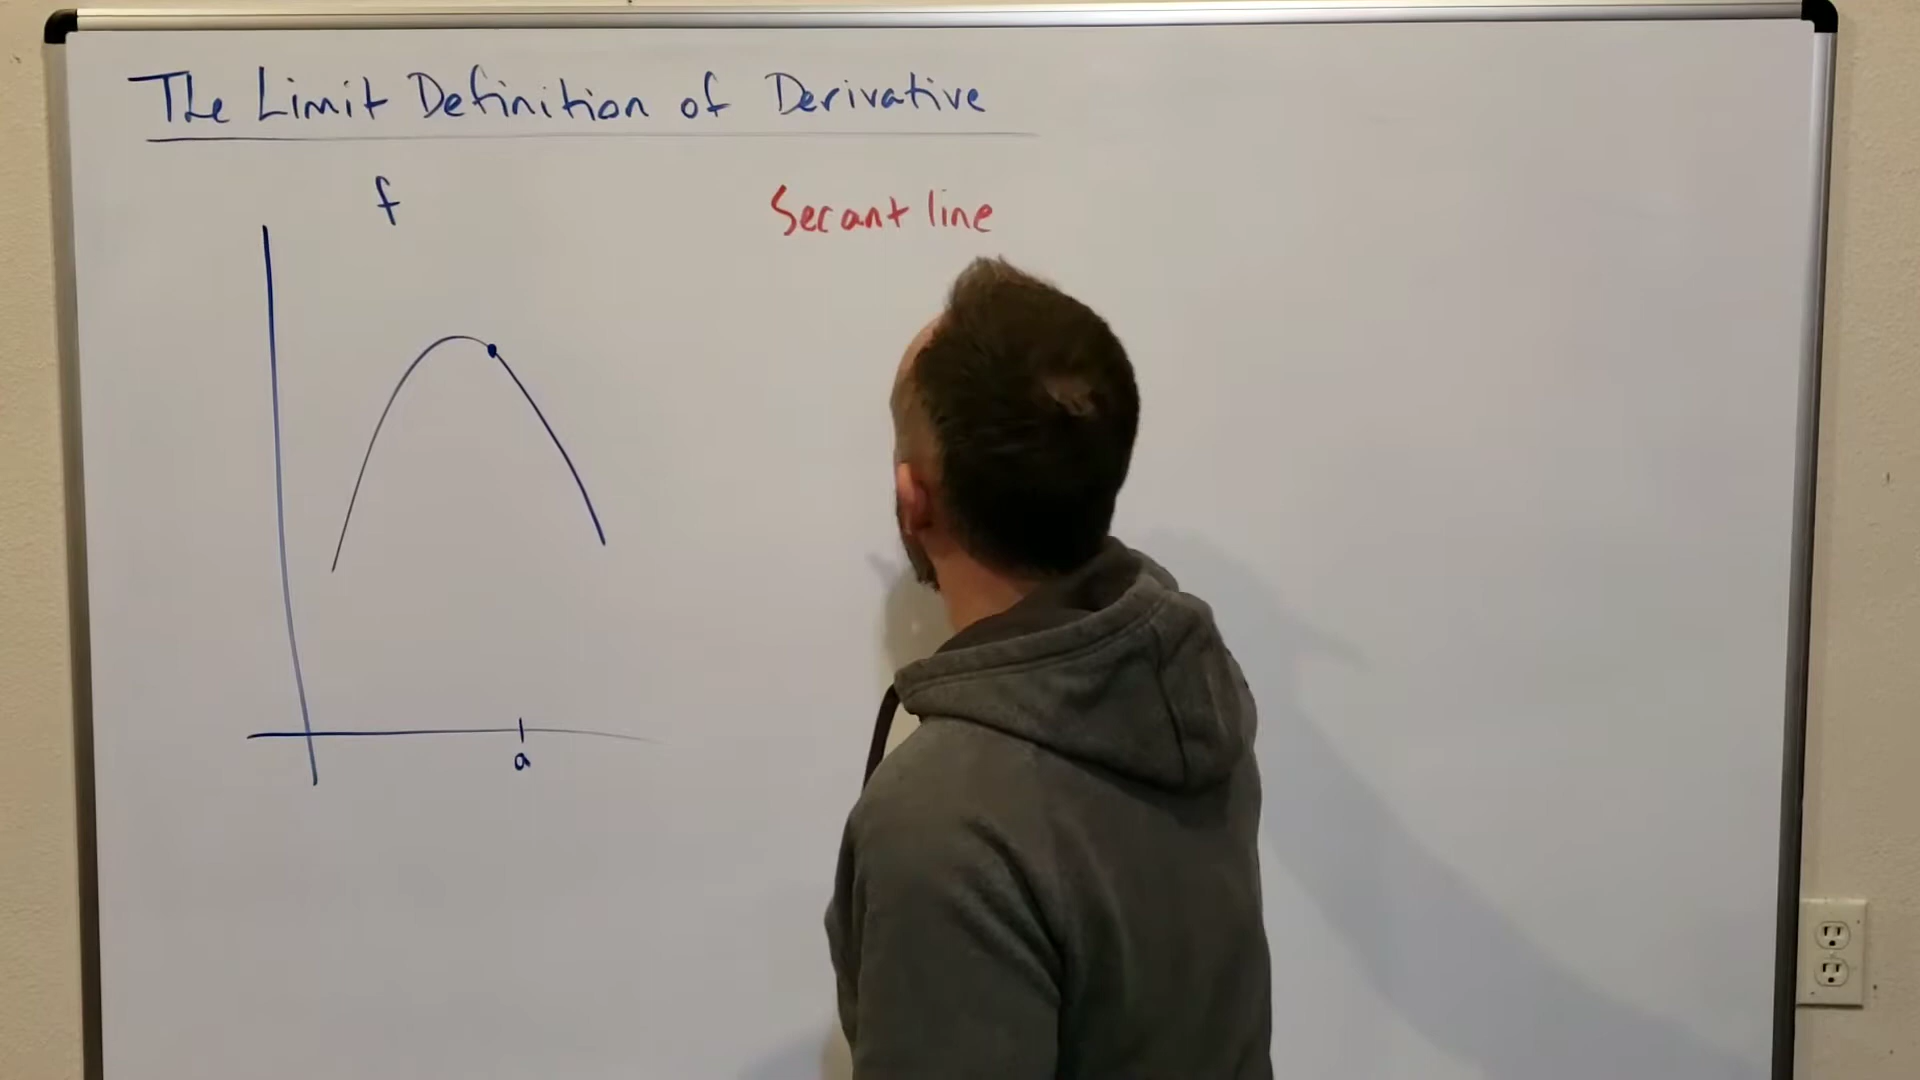 The Limit Definition of Derivative
f
Secant line
a